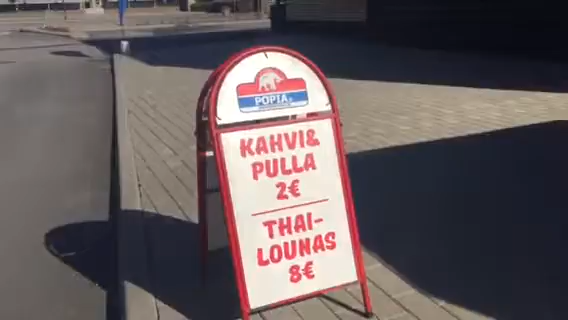 POPIA
KAHVI&
PULLA
2€
THAI-
LOUNAS
8€